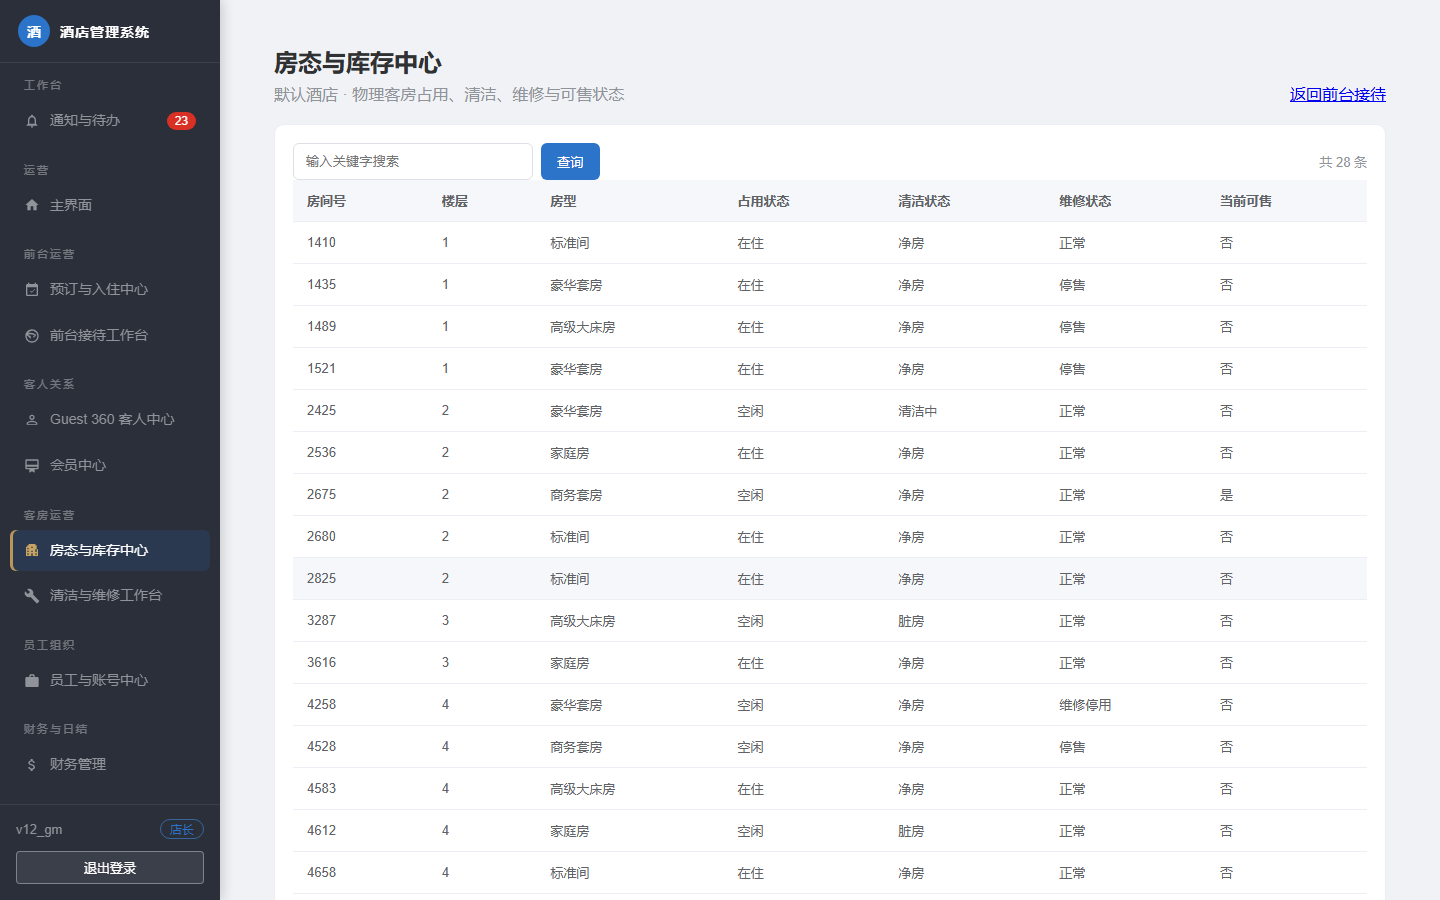 酒 酒店管理系统
工作台
通知与待办 23
运营
主界面
前台运营
预订与入住中心
前台接待工作台
客人关系
Guest 360 客人中心
会员中心
客房运营
房态与库存中心
清洁与维修工作台
员工组织
员工与账号中心
财务与日结
财务管理
v12_gm 店长
退出登录
房态与库存中心
默认酒店 · 物理客房占用、清洁、维修与可售状态 返回前台接待
输入关键字搜索 查询 共 28 条
房间号 楼层 房型 占用状态 清洁状态 维修状态 当前可售
1410 1 标准间 在住 净房 正常 否
1435 1 豪华套房 在住 净房 停售 否
1489 1 高级大床房 在住 净房 停售 否
1521 1 豪华套房 在住 净房 停售 否
2425 2 豪华套房 空闲 清洁中 正常 否
2536 2 家庭房 在住 净房 正常 否
2675 2 商务套房 空闲 净房 正常 是
2680 2 标准间 在住 净房 正常 否
2825 2 标准间 在住 净房 正常 否
3287 3 高级大床房 空闲 脏房 正常 否
3616 3 家庭房 在住 净房 正常 否
4258 4 豪华套房 空闲 净房 维修停用 否
4528 4 商务套房 空闲 净房 停售 否
4583 4 高级大床房 在住 净房 正常 否
4612 4 家庭房 空闲 脏房 正常 否
4658 4 标准间 在住 净房 正常 否